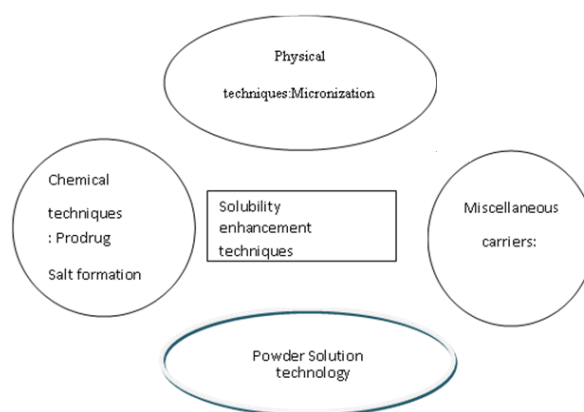 Physical
techniques:Micronization
Chemical
techniques
: Prodrug
Salt formation
Solubility
enhancement
techniques
Miscellaneous
carriers:
Powder Solution
technology